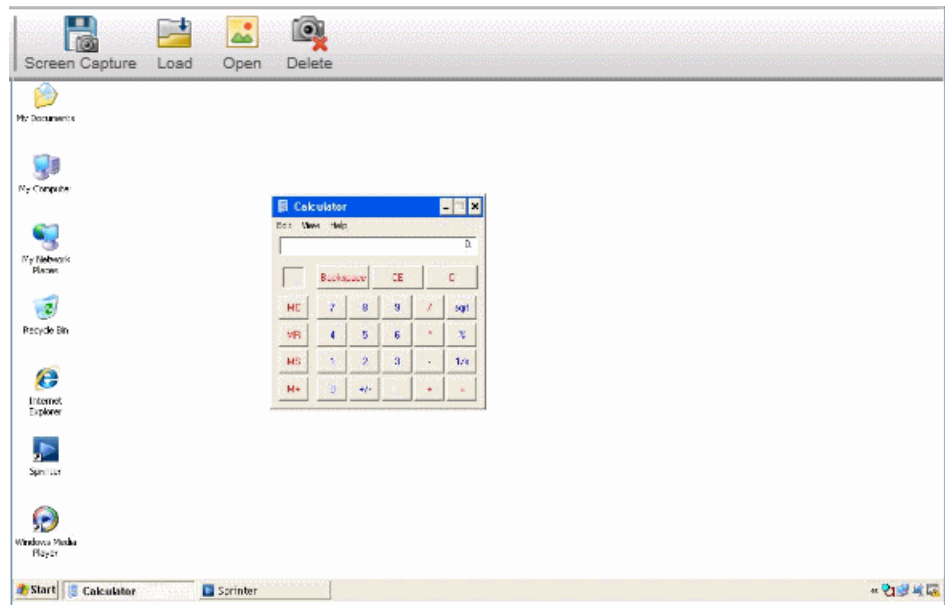 Screen Capture Load Open Delete
My Documents
My Computer
My Network
Places
Recycle Bin
Internet
Explorer
Sprinter
Windows Media
Player
Calculator
Edit View Help
0.
Backspace CE C
MC 7 8 9 / sqrt
MR 4 5 6 * %
MS 1 2 3 - 1/x
M+ 0 +/- . + =
Start Calculator Sprinter